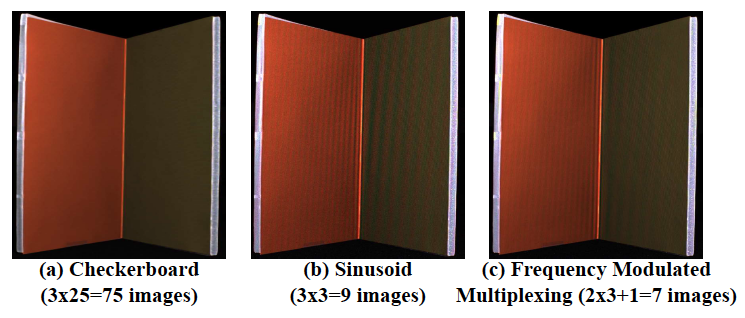 (a) Checkerboard
(3x25=75 images)
(b) Sinusoid
(3x3=9 images)
(c) Frequency Modulated
Multiplexing (2x3+1=7 images)